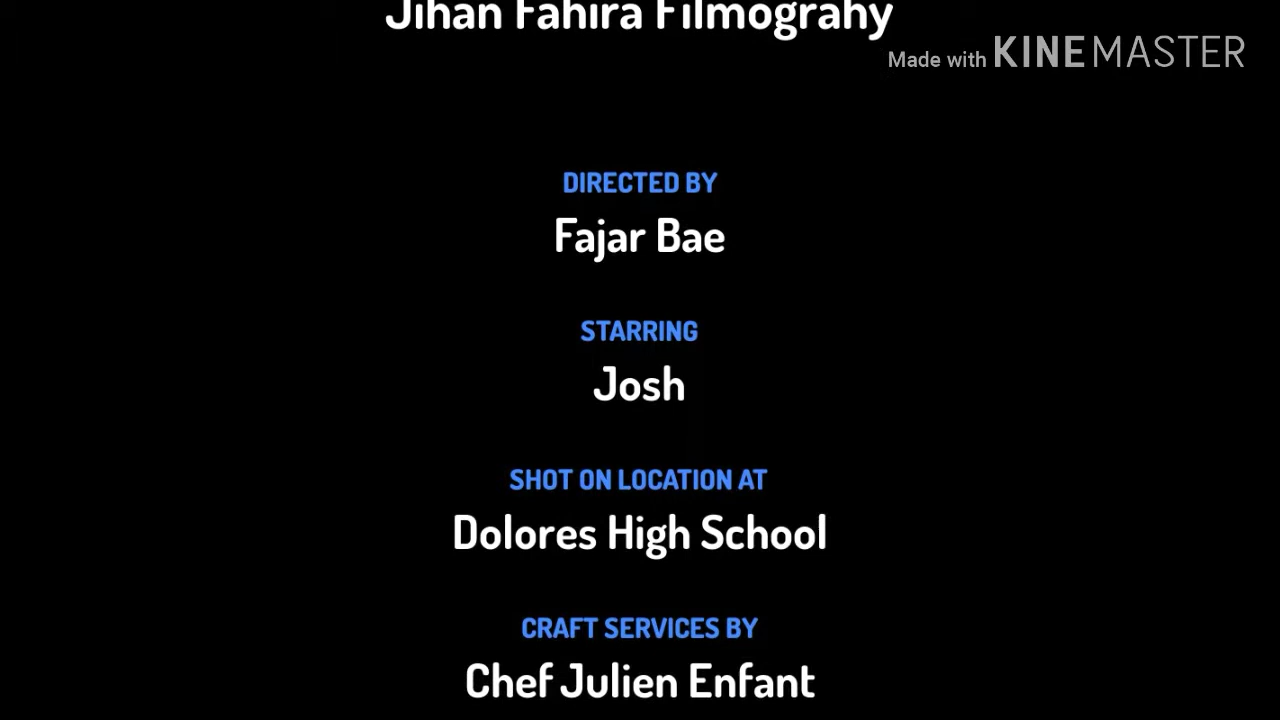 Jihan Fahira Filmograhy
Made with KINEMASTER
DIRECTED BY
Fajar Bae
STARRING
Josh
SHOT ON LOCATION AT
Dolores High School
CRAFT SERVICES BY
Chef Julien Enfant